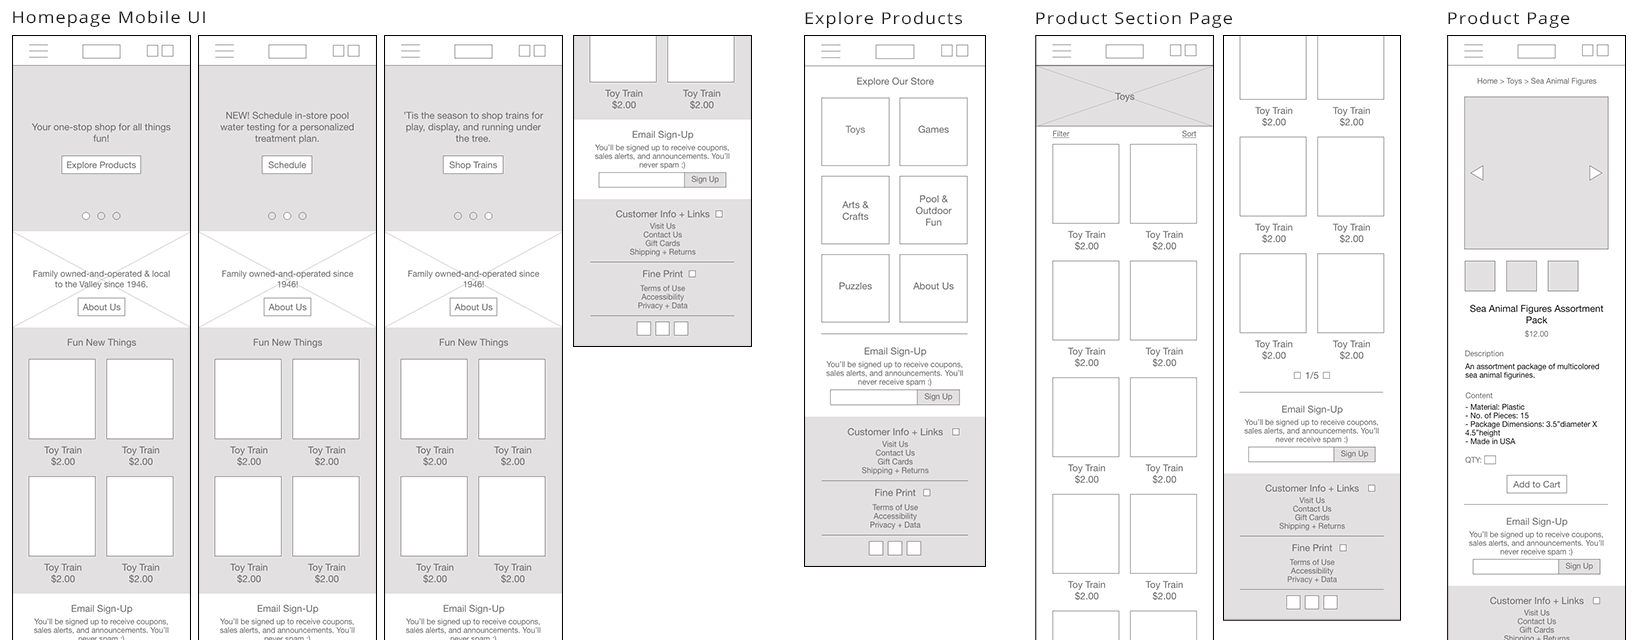 Homepage Mobile UI
Your one-stop shop for all things
fun!
Explore Products
Family owned-and-operated & local
to the Valley since 1946.
About Us
Fun New Things
Toy Train
$2.00
Toy Train
$2.00
Toy Train
$2.00
Toy Train
$2.00
Email Sign-Up
You'll be signed up to receive coupons,
sales alerts, and announcements. You'll
never spam :)
NEW! Schedule in-store pool
water testing for a personalized
treatment plan.
Schedule
Family owned-and-operated since
1946!
About Us
Fun New Things
Toy Train
$2.00
Toy Train
$2.00
Toy Train
$2.00
Toy Train
$2.00
Email Sign-Up
You'll be signed up to receive coupons,
sales alerts, and announcements. You'll
never spam :)
'Tis the season to shop trains for
play, display, and running under
the tree.
Shop Trains
Family owned-and-operated since
1946!
About Us
Fun New Things
Toy Train
$2.00
Toy Train
$2.00
Toy Train
$2.00
Toy Train
$2.00
Email Sign-Up
You'll be signed up to receive coupons,
sales alerts, and announcements. You'll
never spam :)
Toy Train
$2.00
Toy Train
$2.00
Email Sign-Up
You'll be signed up to receive coupons,
sales alerts, and announcements. You'll
never spam :)
Sign Up
Customer Info + Links
Visit Us
Contact Us
Gift Cards
Shipping + Returns
Fine Print
Terms of Use
Accessibility
Privacy + Data
Explore Products
Explore Our Store
Toys
Games
Arts &
Crafts
Pool &
Outdoor
Fun
Puzzles
About Us
Email Sign-Up
You'll be signed up to receive coupons,
sales alerts, and announcements. You'll
never receive spam :)
Sign Up
Customer Info + Links
Visit Us
Contact Us
Gift Cards
Shipping + Returns
Fine Print
Terms of Use
Accessibility
Privacy + Data
Product Section Page
Toys
Filter
Sort
Toy Train
$2.00
Toy Train
$2.00
Toy Train
$2.00
Toy Train
$2.00
Toy Train
$2.00
Toy Train
$2.00
Toy Train
$2.00
Toy Train
$2.00
Toy Train
$2.00
Toy Train
$2.00
Toy Train
$2.00
Toy Train
$2.00
Toy Train
$2.00
Toy Train
$2.00
1/5
Email Sign-Up
You'll be signed up to receive coupons,
sales alerts, and announcements. You'll
never receive spam :)
Sign Up
Customer Info + Links
Visit Us
Contact Us
Gift Cards
Shipping + Returns
Fine Print
Terms of Use
Accessibility
Privacy + Data
Product Page
Home > Toys > Sea Animal Figures
Sea Animal Figures Assortment
Pack
$12.00
Description
An assortment package of multicolored
sea animal figurines.
Content
- Material: Plastic
- No. of Pieces: 15
- Package Dimensions: 3.5"diameter X
4.5"height
- Made in USA
QTY:
Add to Cart
Email Sign-Up
You'll be signed up to receive coupons,
sales alerts, and announcements. You'll
never receive spam :)
Sign Up
Customer Info + Links
Visit Us
Contact Us
Gift Cards
Shipping + Returns